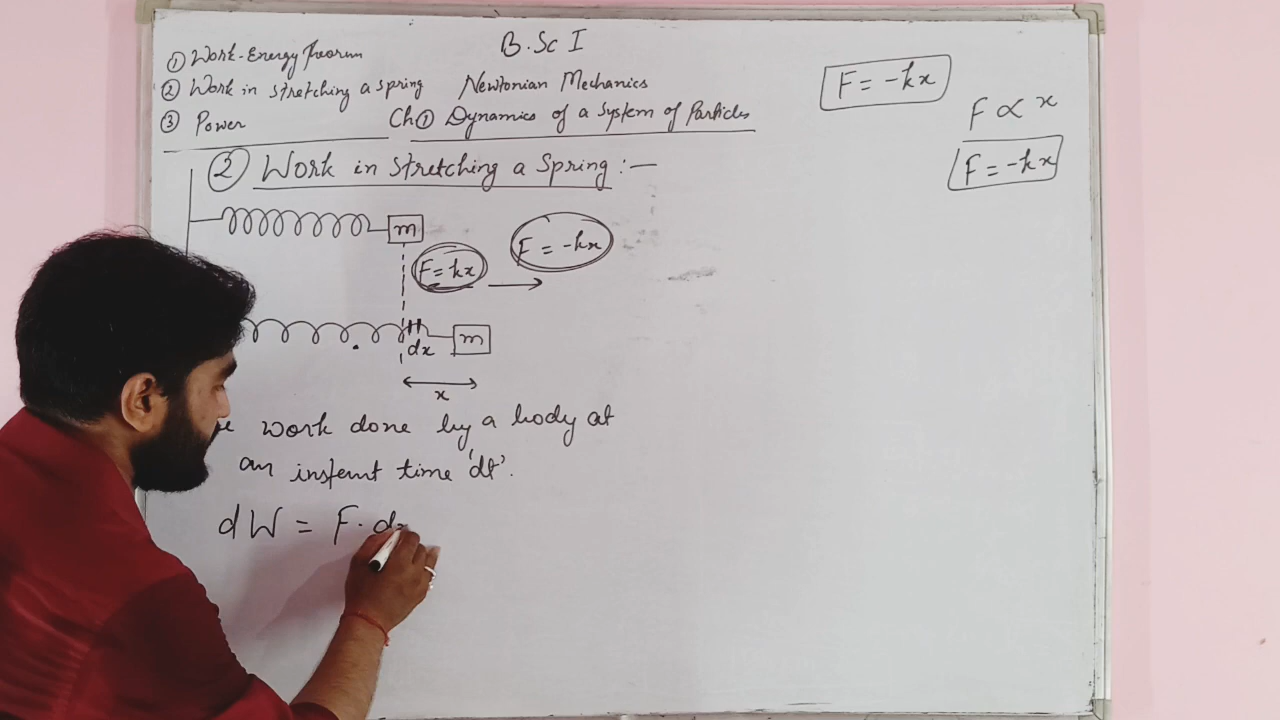 B.Sc I
① Work-Energy Theorem
② Work in stretching a spring
Newtonian Mechanics
③ Power
Ch① Dynamics of a System of Particles
F = -kx
F ∝ x
F = -kx
② Work in Stretching a Spring :-
m
F = kx
F = -kx
dx
m
x
work done by a body at
an instent time 'dt'.
dW = F. dx